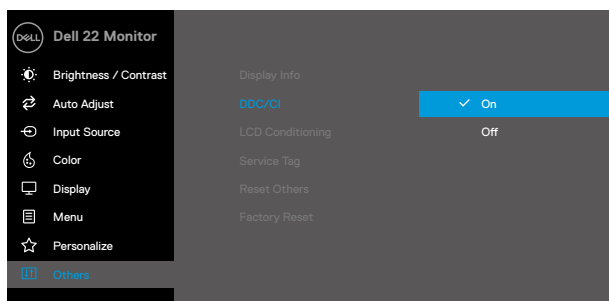 DELL Dell 22 Monitor
Brightness / Contrast
Auto Adjust
Input Source
Color
Display
Menu
Personalize
Others
Display Info
DDC/CI
LCD Conditioning
Service Tag
Reset Others
Factory Reset
On
Off